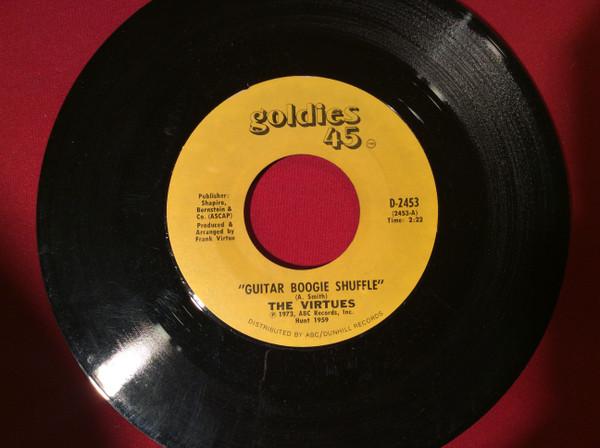 goldies
45
Publisher:
Shapiro,
Bernstein &
Co. (ASCAP)
Produced &
Arranged by
Frank Virtue
D-2453
(2453-A)
Time: 2:22
"GUITAR BOOGIE SHUFFLE"
(A. Smith)
THE VIRTUES
℗ 1973, ABC Records, Inc.
Hunt 1959
DISTRIBUTED BY ABC/DUNHILL RECORDS